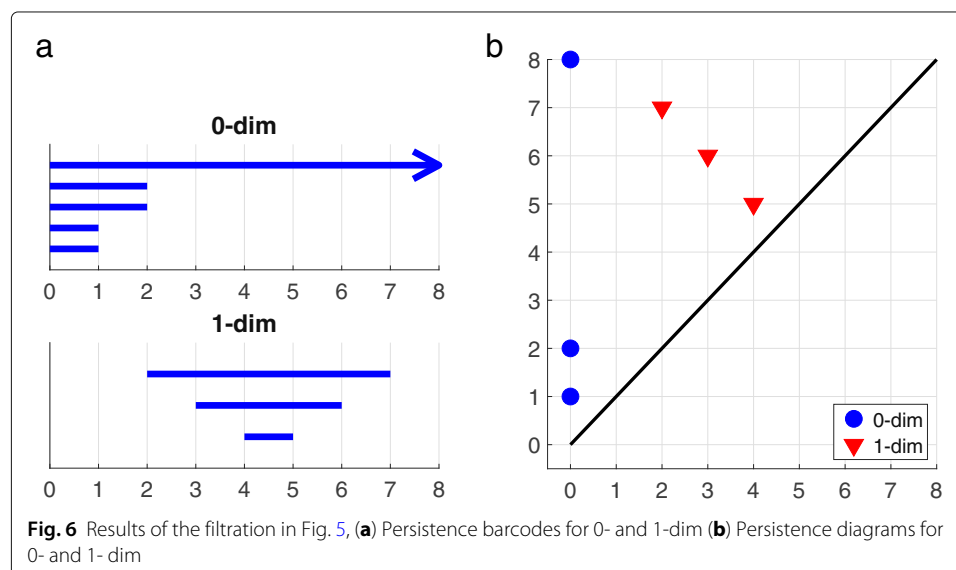 a
0-dim
0 1 2 3 4 5 6 7 8
1-dim
0 1 2 3 4 5 6 7 8
b
8
7
6
5
4
3
2
1
0
0-dim
1-dim
0 1 2 3 4 5 6 7 8
Fig. 6 Results of the filtration in Fig. 5, (a) Persistence barcodes for 0- and 1-dim (b) Persistence diagrams for
0- and 1- dim